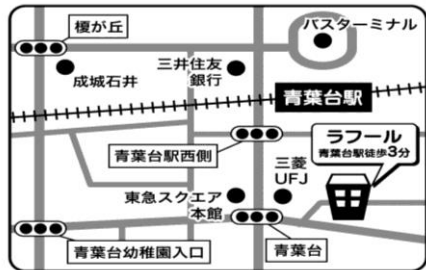 榎が丘
バスターミナル
成城石井
三井住友
銀行
青葉台駅
青葉台駅西側
ラフール
青葉台駅徒歩3分
三菱
UFJ
東急スクエア
本館
青葉台幼稚園入口
青葉台